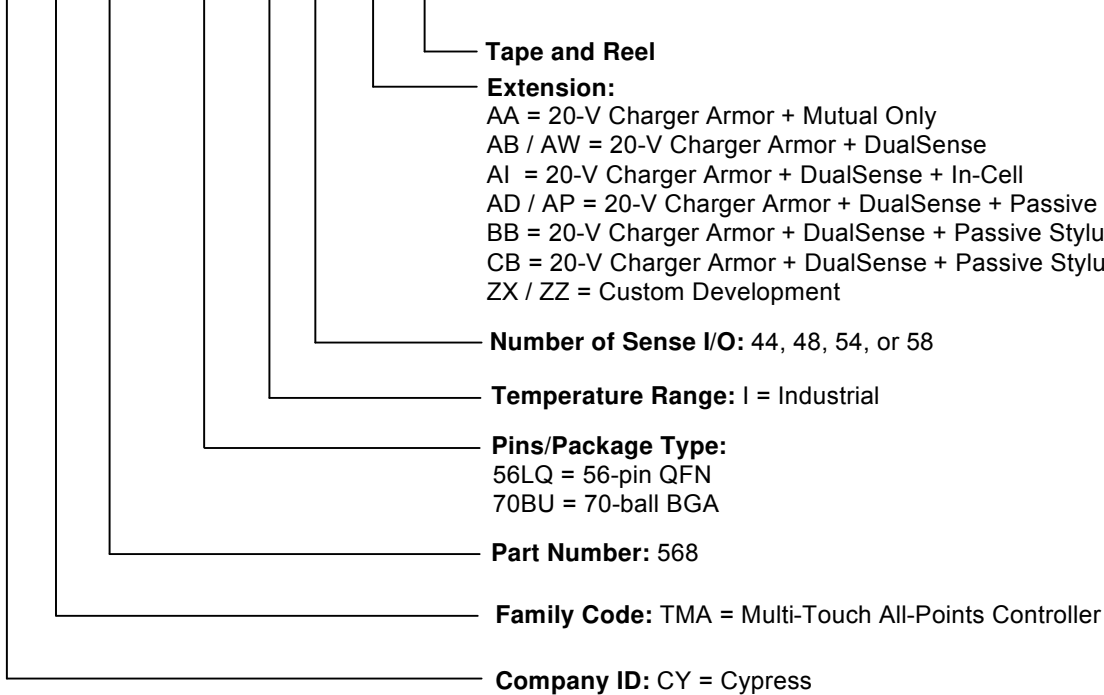 Tape and Reel
Extension:
AA = 20-V Charger Armor + Mutual Only
AB / AW = 20-V Charger Armor + DualSense
AI = 20-V Charger Armor + DualSense + In-Cell
AD / AP = 20-V Charger Armor + DualSense + Passive
BB = 20-V Charger Armor + DualSense + Passive Stylu
CB = 20-V Charger Armor + DualSense + Passive Stylu
ZX / ZZ = Custom Development
Number of Sense I/O: 44, 48, 54, or 58
Temperature Range: I = Industrial
Pins/Package Type:
56LQ = 56-pin QFN
70BU = 70-ball BGA
Part Number: 568
Family Code: TMA = Multi-Touch All-Points Controller
Company ID: CY = Cypress